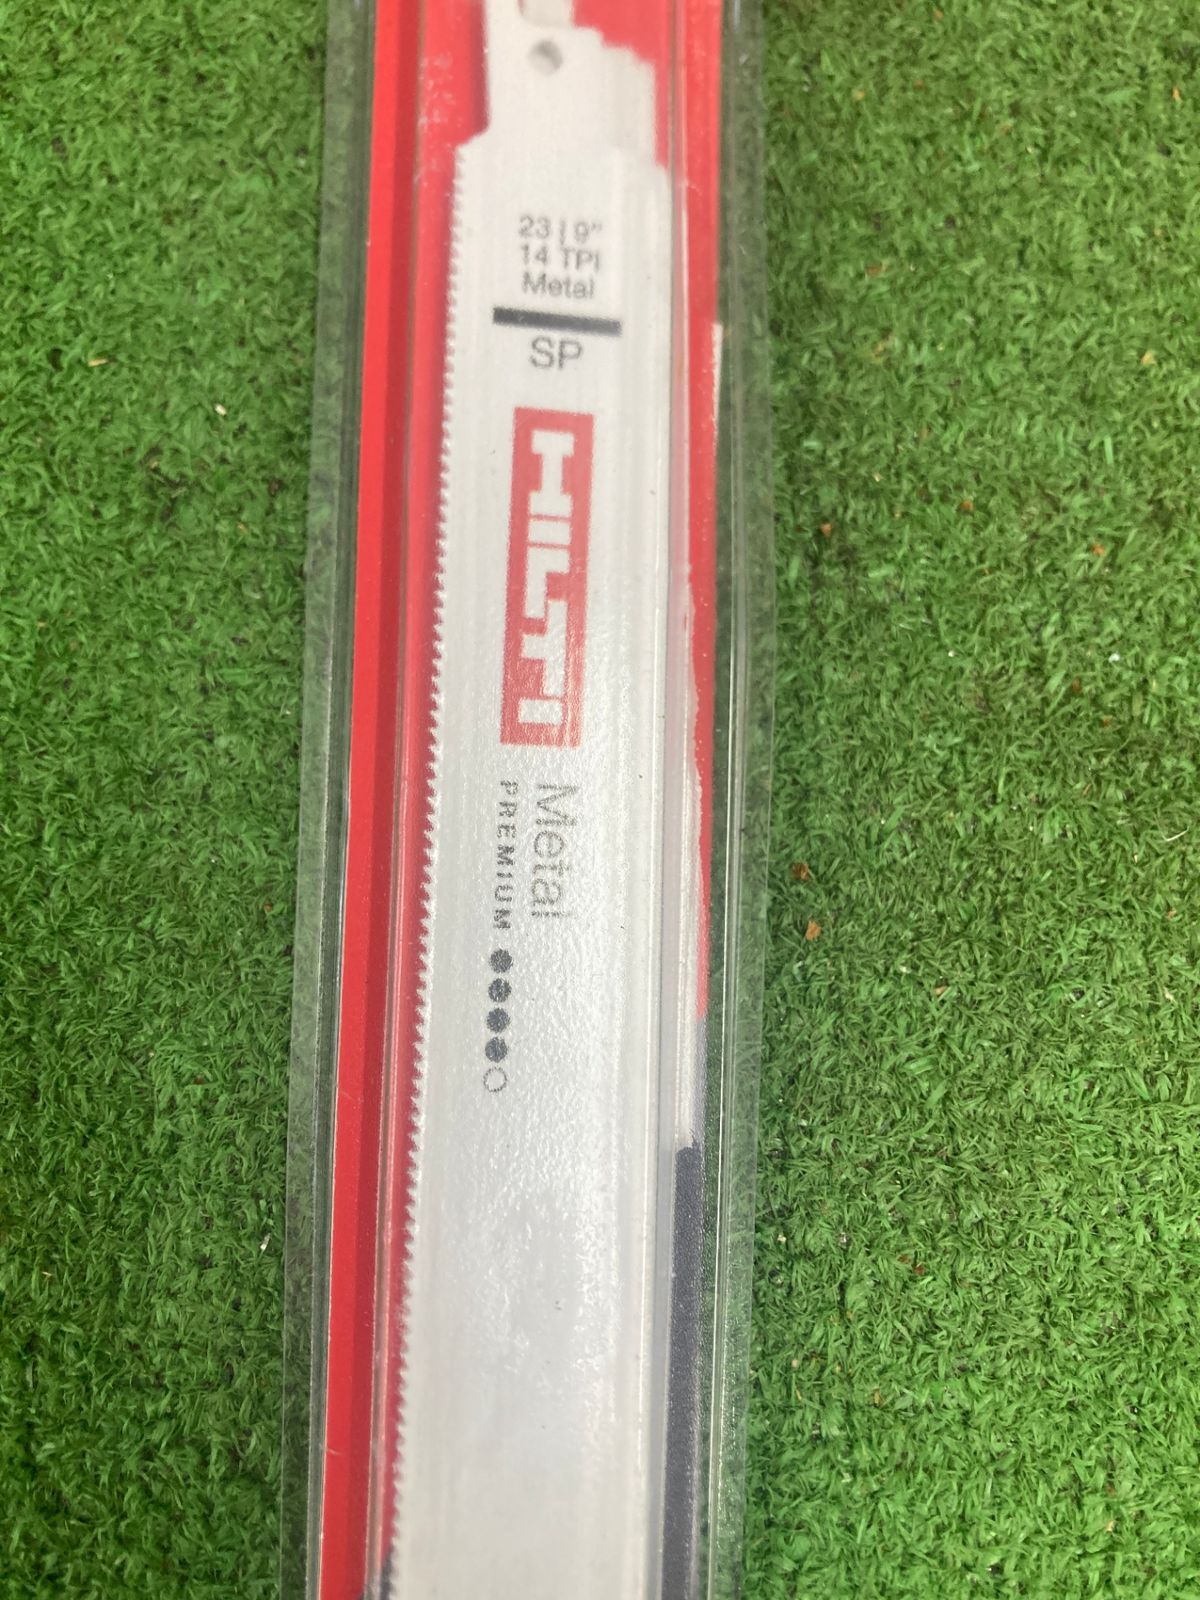 23 | 9"
14 TPI
Metal
SP
HILTI
Metal
PREMIUM